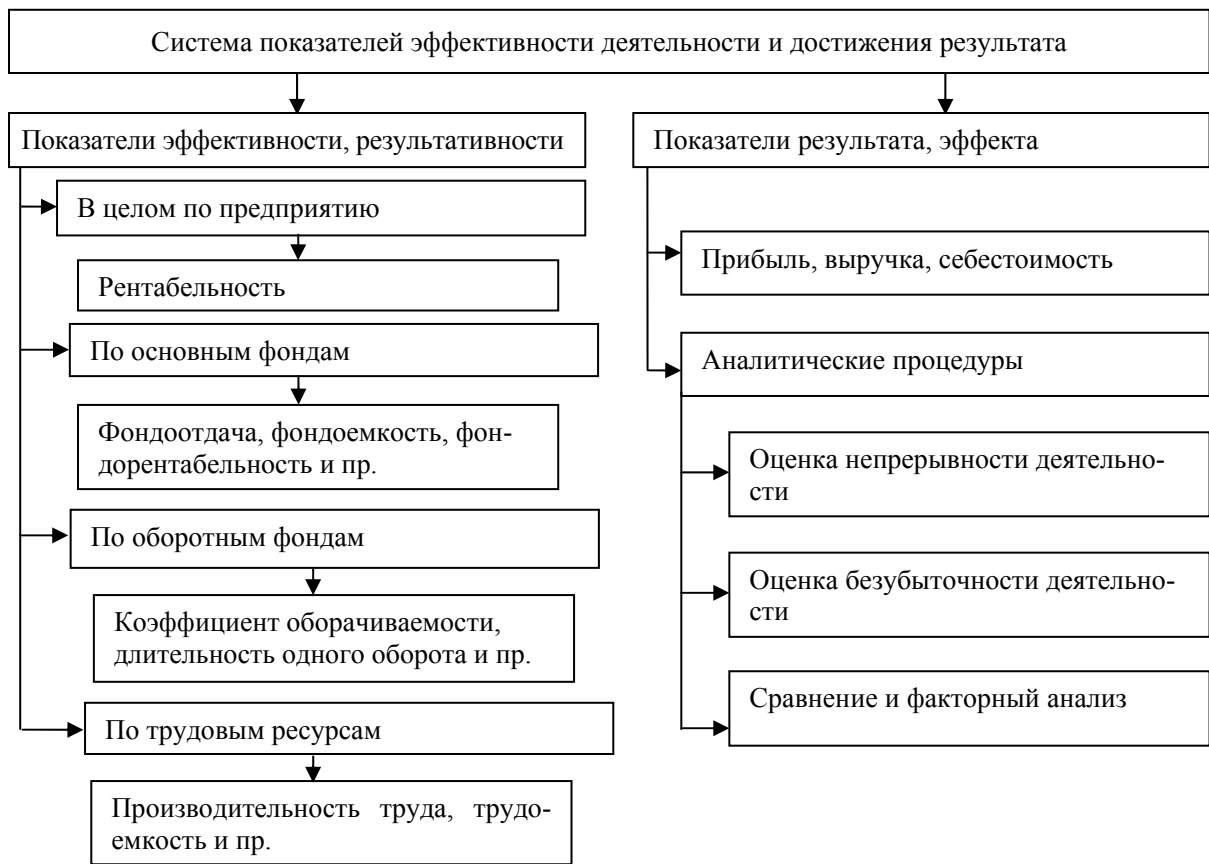 Система показателей эффективности деятельности и достижения результата
Показатели эффективности, результативности
В целом по предприятию
Рентабельность
По основным фондам
Фондоотдача, фондоемкость, фон-
дорентабельность и пр.
По оборотным фондам
Коэффициент оборачиваемости,
длительность одного оборота и пр.
По трудовым ресурсам
Производительность труда, трудо-
емкость и пр.
Показатели результата, эффекта
Прибыль, выручка, себестоимость
Аналитические процедуры
Оценка непрерывности деятельно-
сти
Оценка безубыточности деятельно-
сти
Сравнение и факторный анализ